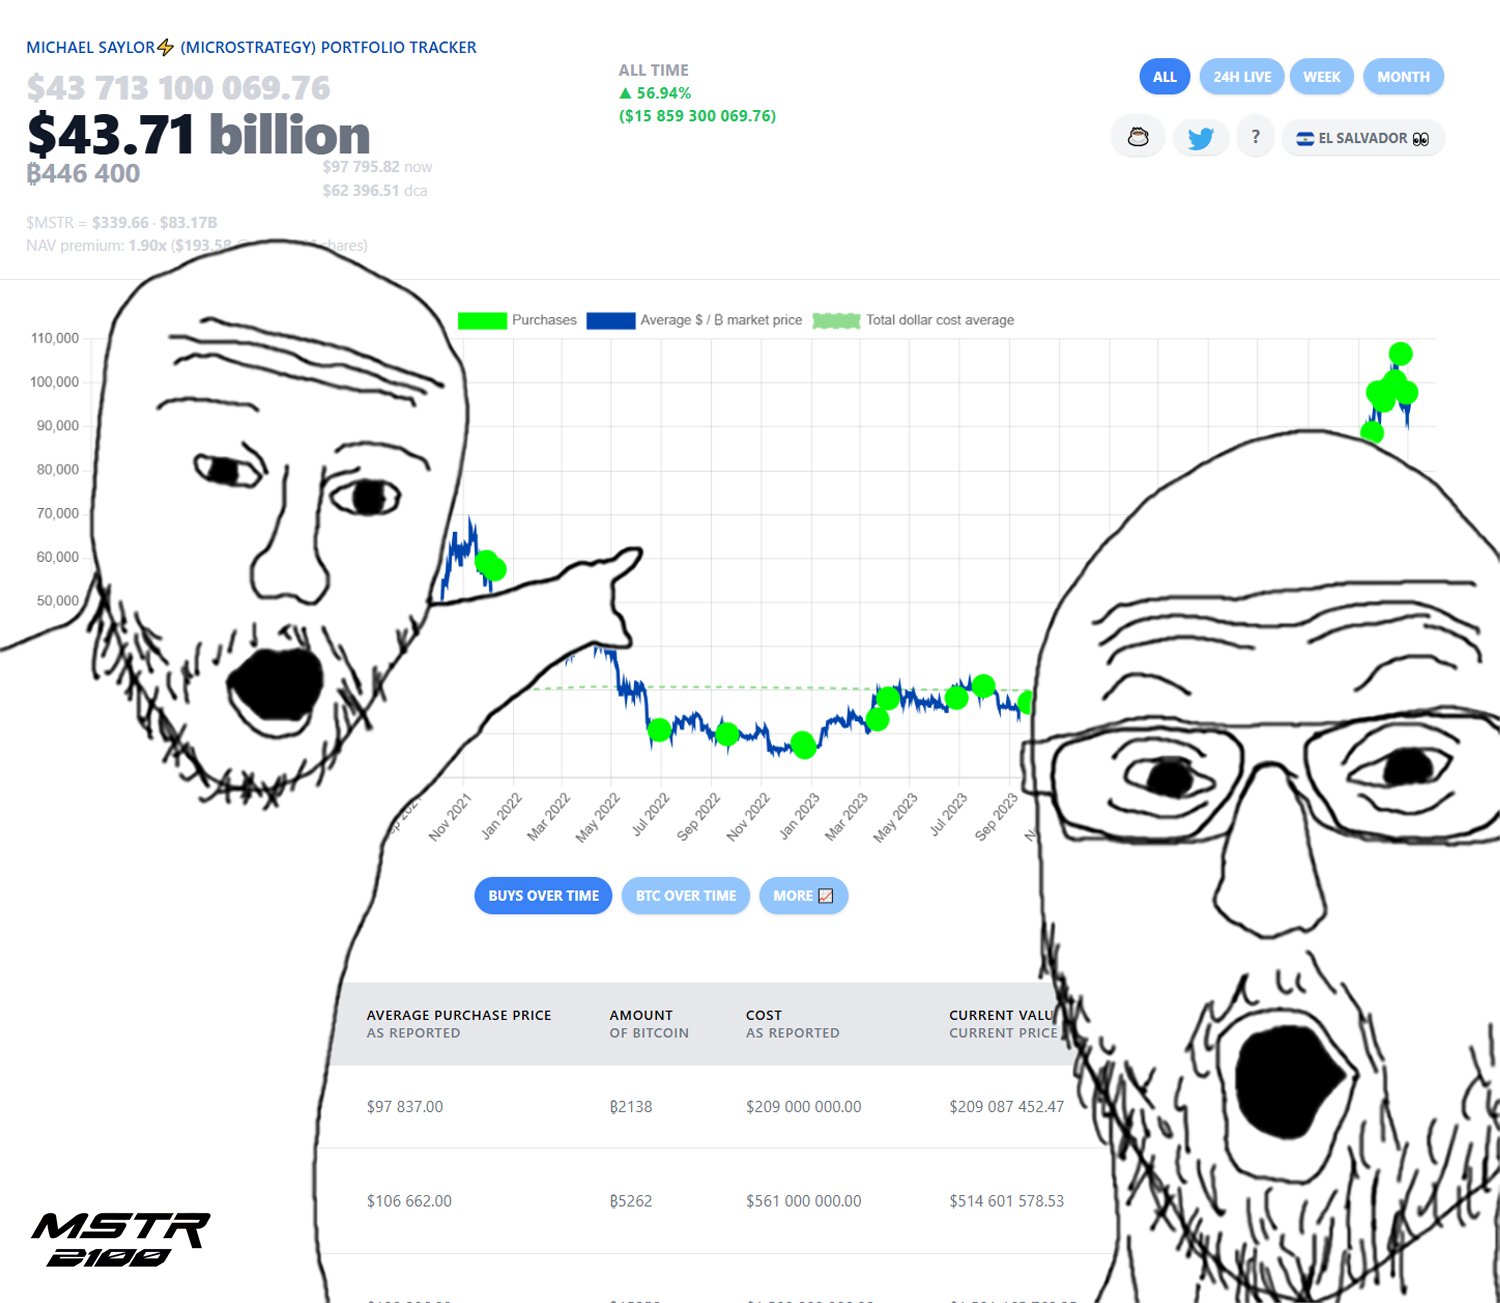 MICHAEL SAYLOR⚡ (MICROSTRATEGY) PORTFOLIO TRACKER
$43 713 100 069.76
$43.71 billion
₿446 400
$97 795.82 now
$62 396.51 dca
$MSTR = $339.66 · $83.17B
NAV premium: 1.90x ($193.58 shares)
ALL TIME
▲ 56.94%
($15 859 300 069.76)
ALL
24H LIVE
WEEK
MONTH
?
EL SALVADOR 👀
Purchases
Average $ / B market price
Total dollar cost average
110,000
100,000
90,000
80,000
70,000
60,000
50,000
2021
Nov 2021
Jan 2022
Mar 2022
May 2022
Jul 2022
Sep 2022
Nov 2022
Jan 2023
Mar 2023
May 2023
Jul 2023
Sep 2023
BUYS OVER TIME
BTC OVER TIME
MORE 📈
AVERAGE PURCHASE PRICE
AS REPORTED
AMOUNT
OF BITCOIN
COST
AS REPORTED
CURRENT VALU
CURRENT PRICE
$97 837.00
₿2138
$209 000 000.00
$209 087 452.47
$106 662.00
₿5262
$561 000 000.00
$514 601 578.53
MSTR
2100